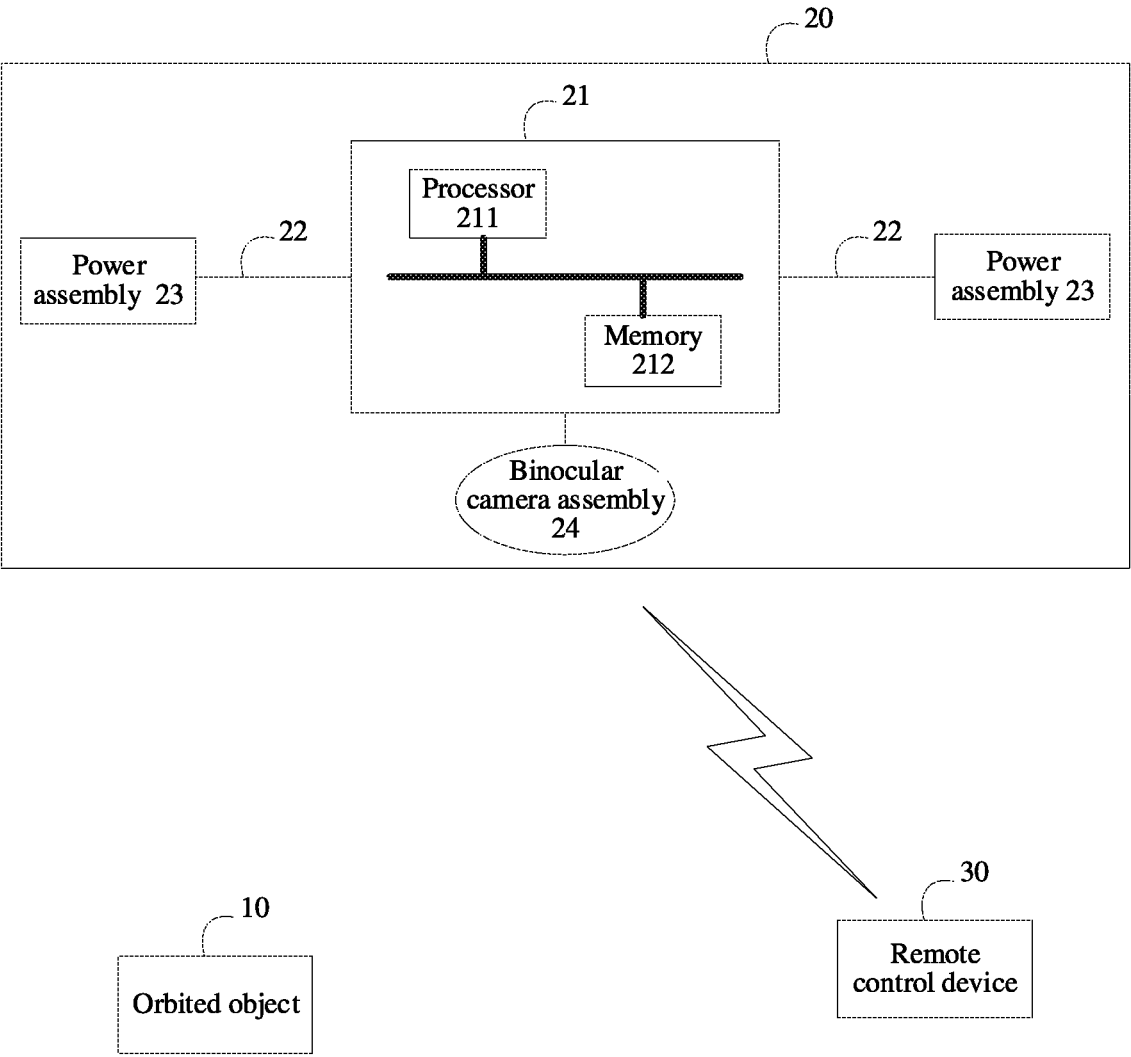 20
21
Processor
211
22
22
Power
assembly 23
Power
assembly 23
Memory
212
Binocular
camera assembly
24
30
10
Remote
control device
Orbited object